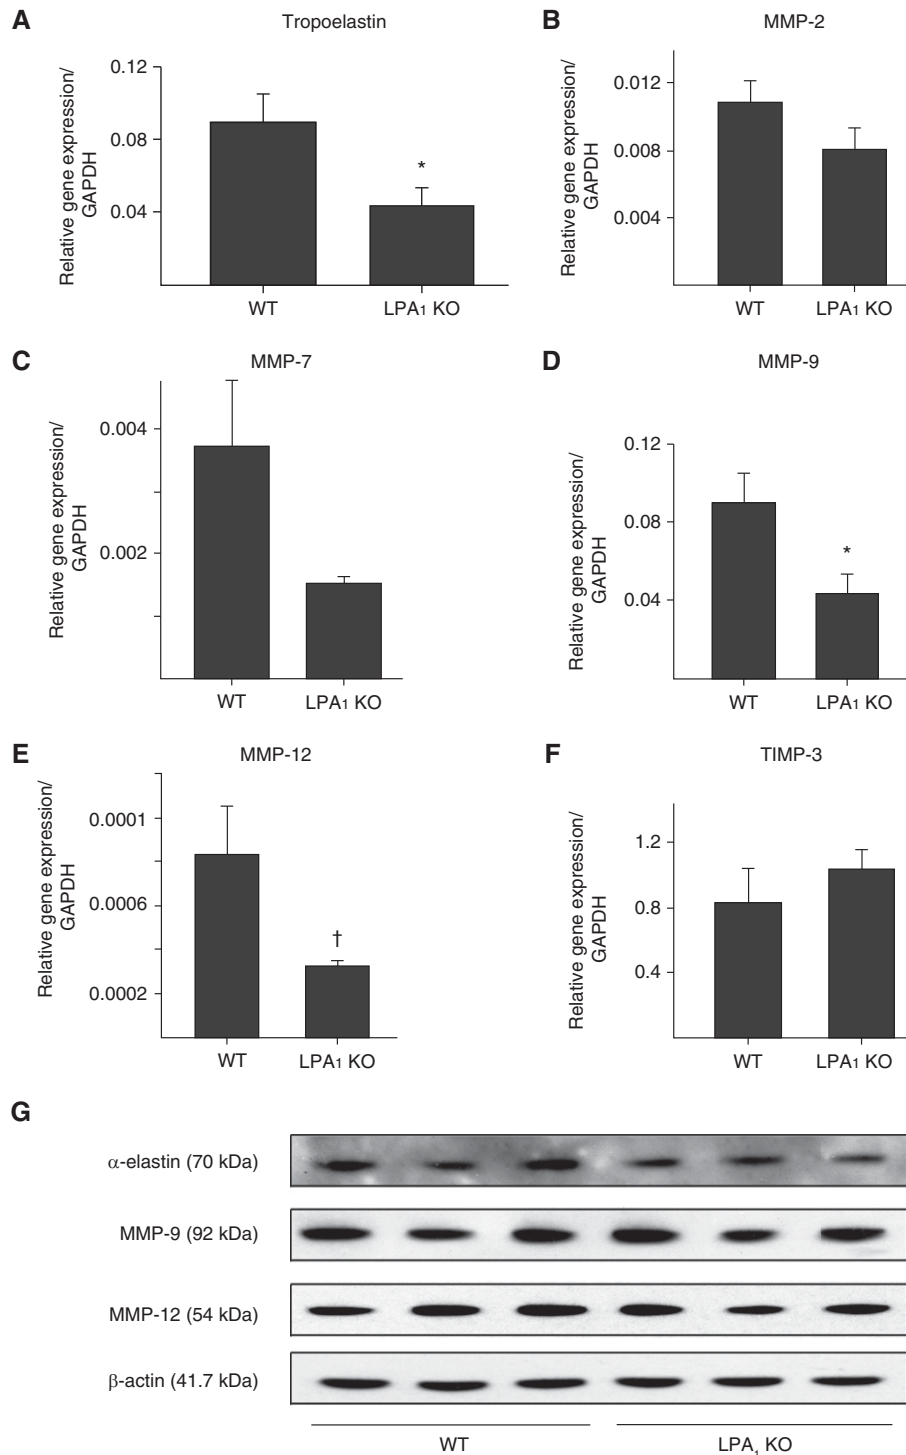 A
Tropoelastin
Relative gene expression/
GAPDH
0.12
0.08
0.04
*
WT
LPA1 KO
B
MMP-2
Relative gene expression/
GAPDH
0.012
0.008
0.004
WT
LPA1 KO
C
MMP-7
Relative gene expression/
GAPDH
0.004
0.002
WT
LPA1 KO
D
MMP-9
Relative gene expression/
GAPDH
0.12
0.08
0.04
*
WT
LPA1 KO
E
MMP-12
Relative gene expression/
GAPDH
0.0001
0.0006
0.0002
†
WT
LPA1 KO
F
TIMP-3
Relative gene expression/
GAPDH
1.2
0.8
0.4
WT
LPA1 KO
G
α-elastin (70 kDa)
MMP-9 (92 kDa)
MMP-12 (54 kDa)
β-actin (41.7 kDa)
WT
LPA1 KO